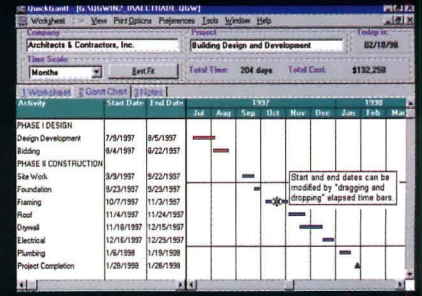 QuickGantt - [C:\QGWIN2\DATA\TRADE.QGW]
Worksheet View Print Options Preferences Tools Window Help
Company Project Today is:
Architects & Contractors, Inc. Building Design and Development 02/18/98
Time Scale
Months Best Fit Total Time: 204 days Total Cost: $132,250
1 Worksheet 2 Gantt Chart 3 Notes
Activity Start Date End Date 1997 1998
Jul Aug Sep Oct Nov Dec Jan Feb Mar
PHASE I DESIGN
Design Development 7/8/1997 8/5/1997
Bidding 8/4/1997 8/22/1997
PHASE II CONSTRUCTION
Site Work 9/9/1997 9/22/1997
Foundation 9/23/1997 9/29/1997
Framing 10/7/1997 11/3/1997
Roof 11/4/1997 11/24/1997
Drywall 11/18/1997 12/15/1997
Electrical 12/16/1997 12/29/1997
Plumbing 1/6/1998 1/19/1998
Project Completion 1/28/1998 1/28/1998
Start and end dates can be
modified by "dragging and
dropping" elapsed time bars.